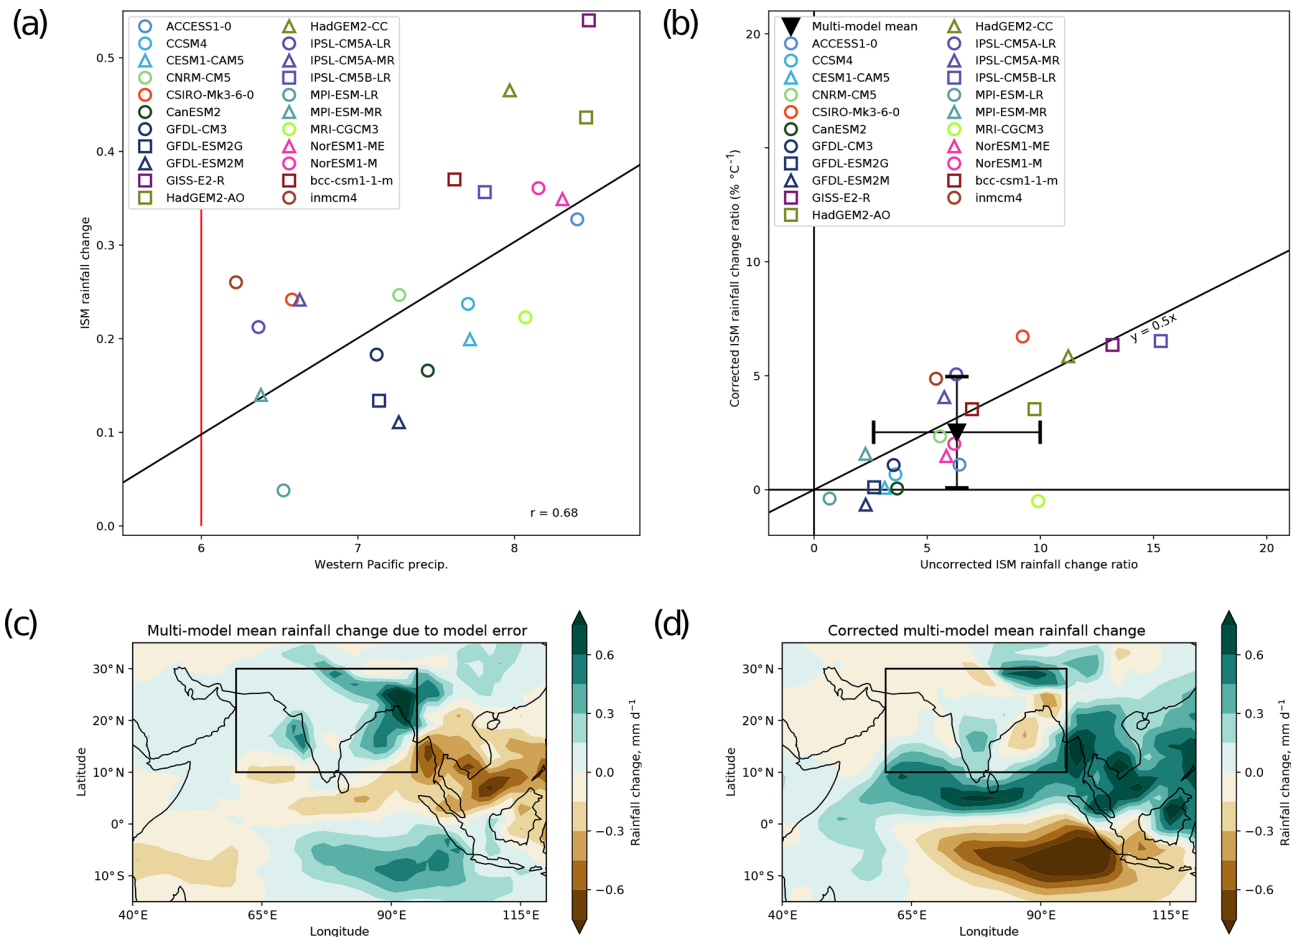 (a)
ACCESS1-0
CCSM4
CESM1-CAM5
CNRM-CM5
CSIRO-Mk3-6-0
CanESM2
GFDL-CM3
GFDL-ESM2G
GFDL-ESM2M
GISS-E2-R
HadGEM2-AO
HadGEM2-CC
IPSL-CM5A-LR
IPSL-CM5A-MR
IPSL-CM5B-LR
MPI-ESM-LR
MPI-ESM-MR
MRI-CGCM3
NorESM1-ME
NorESM1-M
bcc-csm1-1-m
inmcm4
0.5
0.4
0.3
0.2
0.1
0.0
ISM rainfall change
r = 0.68
6 7 8
Western Pacific precip.
(b)
Multi-model mean
ACCESS1-0
CCSM4
CESM1-CAM5
CNRM-CM5
CSIRO-Mk3-6-0
CanESM2
GFDL-CM3
GFDL-ESM2G
GFDL-ESM2M
GISS-E2-R
HadGEM2-AO
HadGEM2-CC
IPSL-CM5A-LR
IPSL-CM5A-MR
IPSL-CM5B-LR
MPI-ESM-LR
MPI-ESM-MR
MRI-CGCM3
NorESM1-ME
NorESM1-M
bcc-csm1-1-m
inmcm4
20
15
10
5
0
Corrected ISM rainfall change ratio (% °C⁻¹)
y = 0.5x
0 5 10 15 20
Uncorrected ISM rainfall change ratio
(c)
Multi-model mean rainfall change due to model error
30°N
20°N
10°N
0°
10°S
Latitude
40°E 65°E 90°E 115°E
Longitude
0.6
0.3
0.0
−0.3
−0.6
Rainfall change, mm d⁻¹
(d)
Corrected multi-model mean rainfall change
30°N
20°N
10°N
0°
10°S
Latitude
40°E 65°E 90°E 115°E
Longitude
0.6
0.3
0.0
−0.3
−0.6
Rainfall change, mm d⁻¹